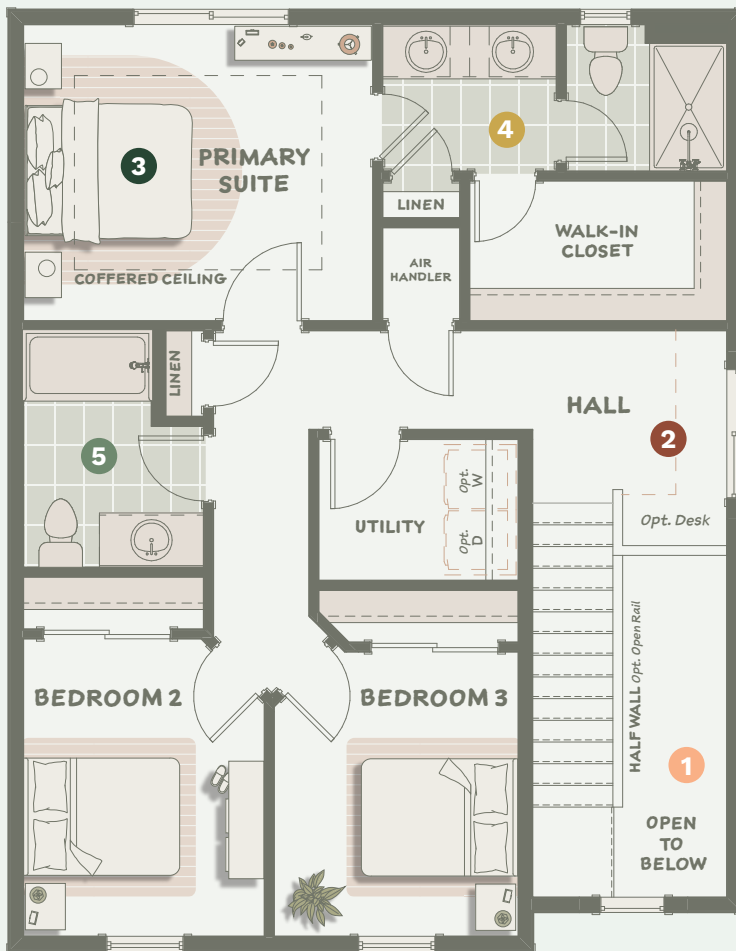 3
PRIMARY
SUITE
COFFERED CEILING
4
LINEN
AIR
HANDLER
WALK-IN
CLOSET
LINEN
5
HALL
2
Opt. Desk
UTILITY
Opt.
W
Opt.
D
BEDROOM 2
BEDROOM 3
HALF WALL Opt. Open Rail
1
OPEN
TO
BELOW